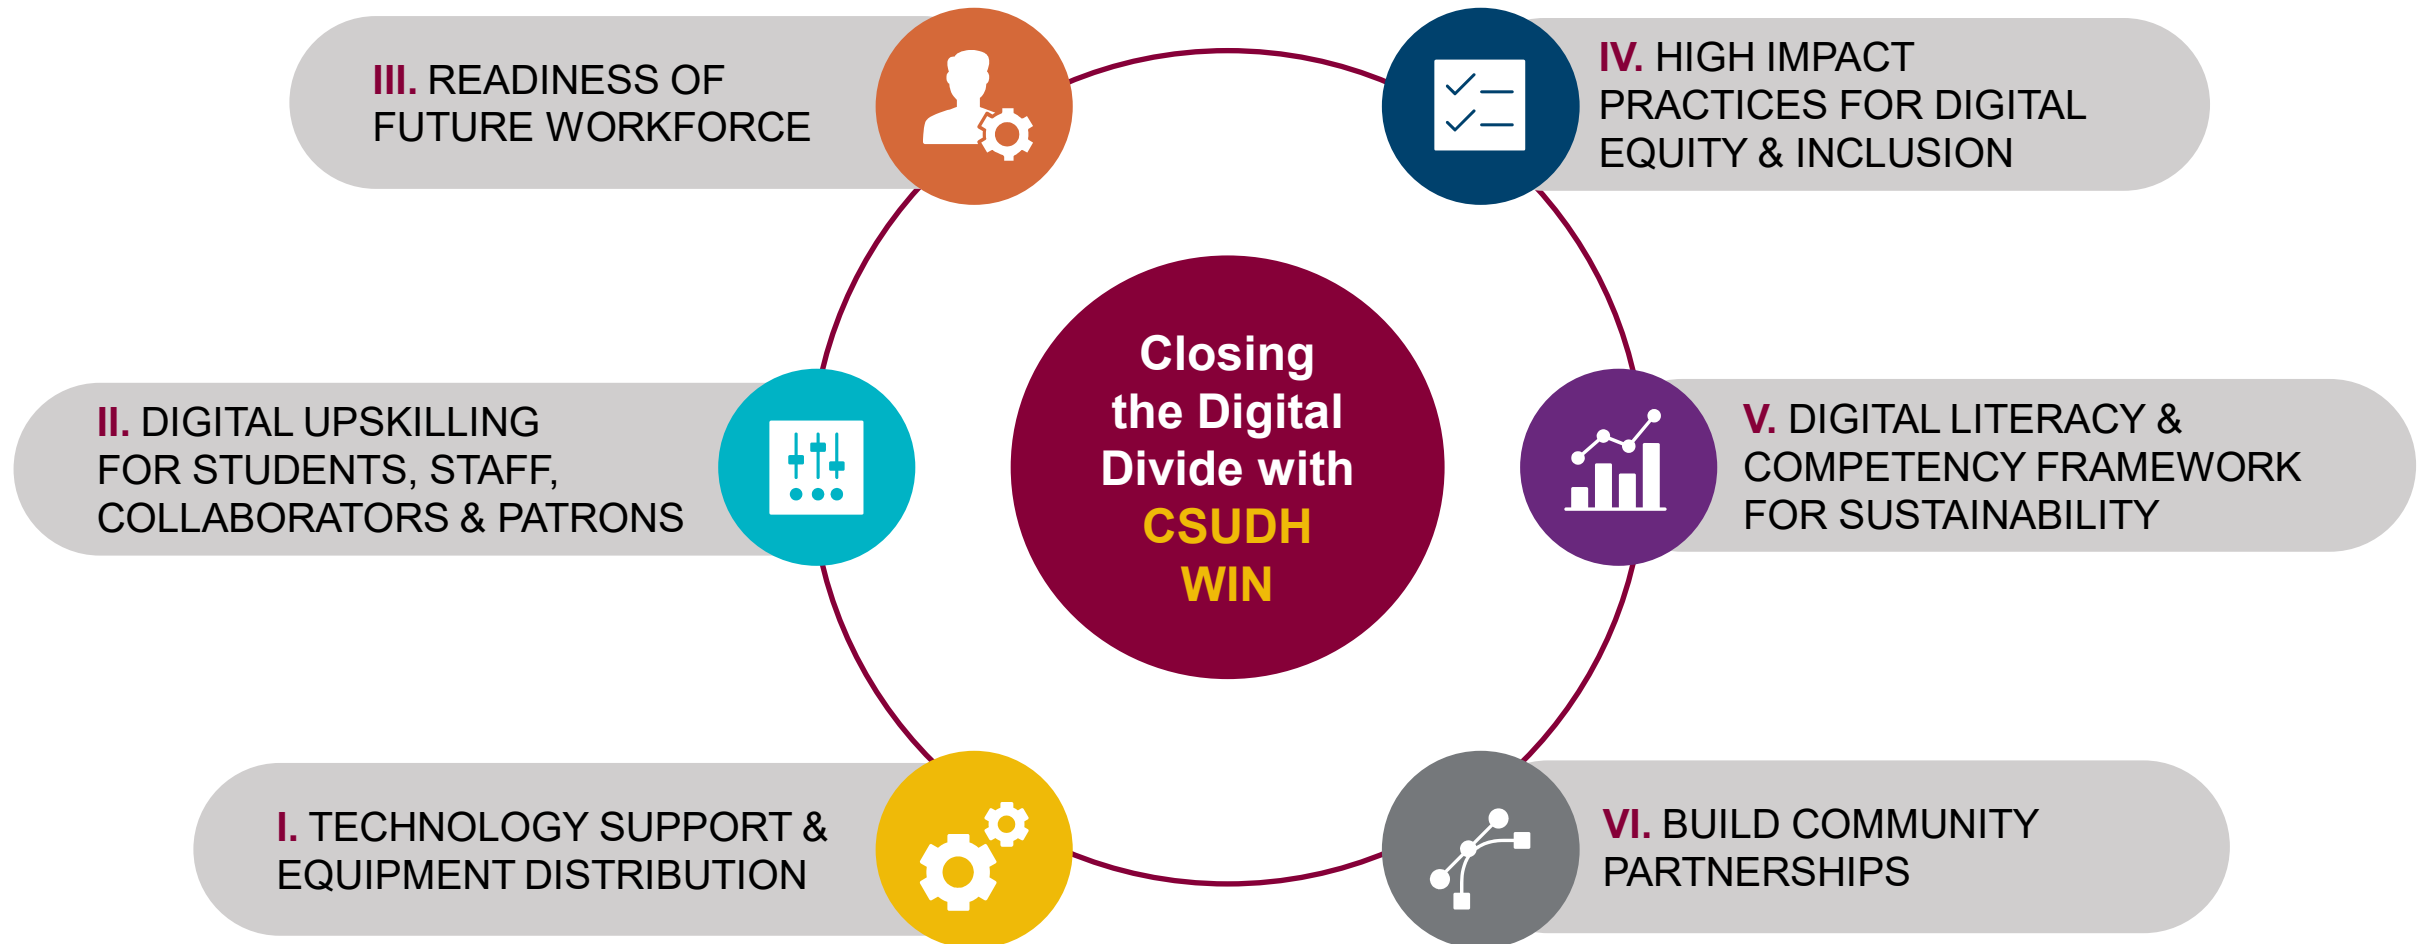 III. READINESS OF
FUTURE WORKFORCE
IV. HIGH IMPACT
PRACTICES FOR DIGITAL
EQUITY & INCLUSION
II. DIGITAL UPSKILLING
FOR STUDENTS, STAFF,
COLLABORATORS & PATRONS
Closing
the Digital
Divide with
CSUDH
WIN
V. DIGITAL LITERACY &
COMPETENCY FRAMEWORK
FOR SUSTAINABILITY
I. TECHNOLOGY SUPPORT &
EQUIPMENT DISTRIBUTION
VI. BUILD COMMUNITY
PARTNERSHIPS